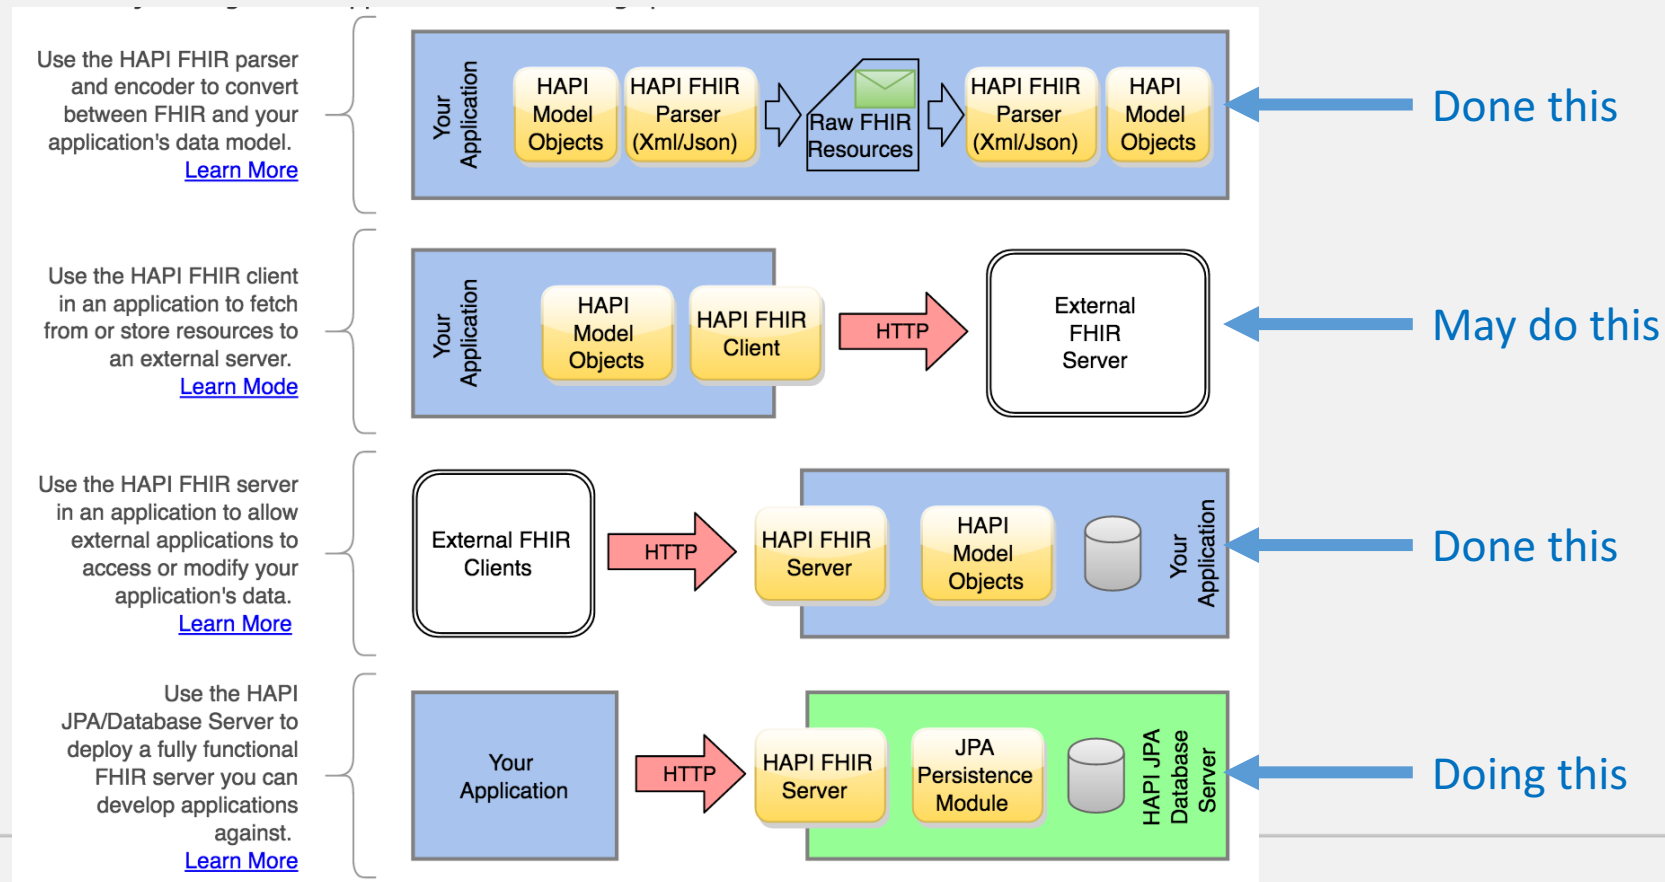 Use the HAPI FHIR parser
and encoder to convert
between FHIR and your
application's data model.
Learn More
Your
Application
HAPI
Model
Objects
HAPI FHIR
Parser
(Xml/Json)
Raw FHIR
Resources
HAPI FHIR
Parser
(Xml/Json)
HAPI
Model
Objects
Done this
Use the HAPI FHIR client
in an application to fetch
from or store resources to
an external server.
Learn Mode
Your
Application
HAPI
Model
Objects
HAPI FHIR
Client
HTTP
External
FHIR
Server
May do this
Use the HAPI FHIR server
in an application to allow
external applications to
access or modify your
application's data.
Learn More
External FHIR
Clients
HTTP
HAPI FHIR
Server
HAPI
Model
Objects
Your
Application
Done this
Use the HAPI
JPA/Database Server to
deploy a fully functional
FHIR server you can
develop applications
against.
Learn More
Your
Application
HTTP
HAPI FHIR
Server
JPA
Persistence
Module
HAPI JPA
Database
Server
Doing this